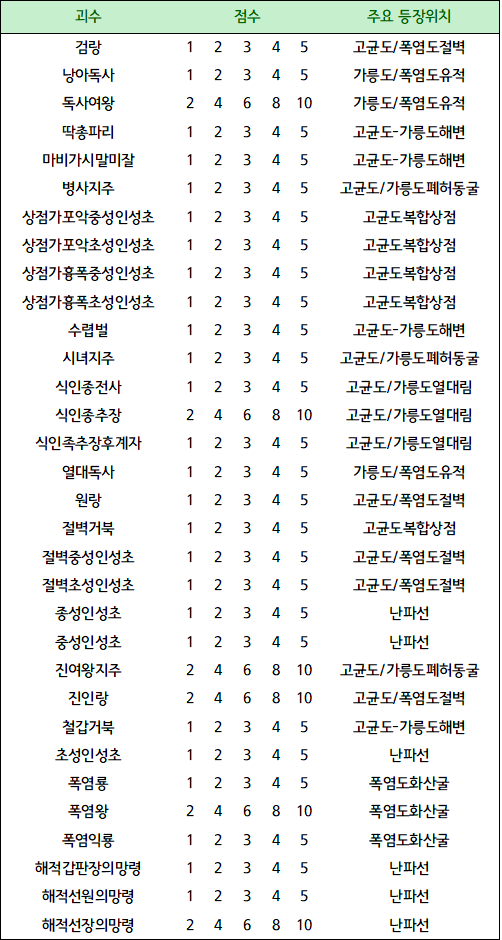 괴수 점수 주요 등장위치
검랑 1 2 3 4 5 고균도/폭염도절벽
낭아독사 1 2 3 4 5 가릉도/폭염도유적
독사여왕 2 4 6 8 10 가릉도/폭염도유적
딱총파리 1 2 3 4 5 고균도-가릉도해변
마비가시말미잘 1 2 3 4 5 고균도-가릉도해변
병사지주 1 2 3 4 5 고균도/가릉도폐허동굴
상점가포악중성인성초 1 2 3 4 5 고균도복합상점
상점가포악초성인성초 1 2 3 4 5 고균도복합상점
상점가흉폭중성인성초 1 2 3 4 5 고균도복합상점
상점가흉폭초성인성초 1 2 3 4 5 고균도복합상점
수렵벌 1 2 3 4 5 고균도-가릉도해변
시녀지주 1 2 3 4 5 고균도/가릉도폐허동굴
식인종전사 1 2 3 4 5 고균도/가릉도열대림
식인종추장 2 4 6 8 10 고균도/가릉도열대림
식인족추장후계자 1 2 3 4 5 고균도/가릉도열대림
열대독사 1 2 3 4 5 가릉도/폭염도유적
원랑 1 2 3 4 5 고균도/폭염도절벽
절벽거북 1 2 3 4 5 고균도복합상점
절벽중성인성초 1 2 3 4 5 고균도/폭염도절벽
절벽초성인성초 1 2 3 4 5 고균도/폭염도절벽
종성인성초 1 2 3 4 5 난파선
중성인성초 1 2 3 4 5 난파선
진여왕지주 2 4 6 8 10 고균도/가릉도폐허동굴
진인랑 2 4 6 8 10 고균도/폭염도절벽
철갑거북 1 2 3 4 5 고균도-가릉도해변
초성인성초 1 2 3 4 5 난파선
폭염룡 1 2 3 4 5 폭염도화산굴
폭염왕 2 4 6 8 10 폭염도화산굴
폭염익룡 1 2 3 4 5 폭염도화산굴
해적갑판장의망령 1 2 3 4 5 난파선
해적선원의망령 1 2 3 4 5 난파선
해적선장의망령 2 4 6 8 10 난파선